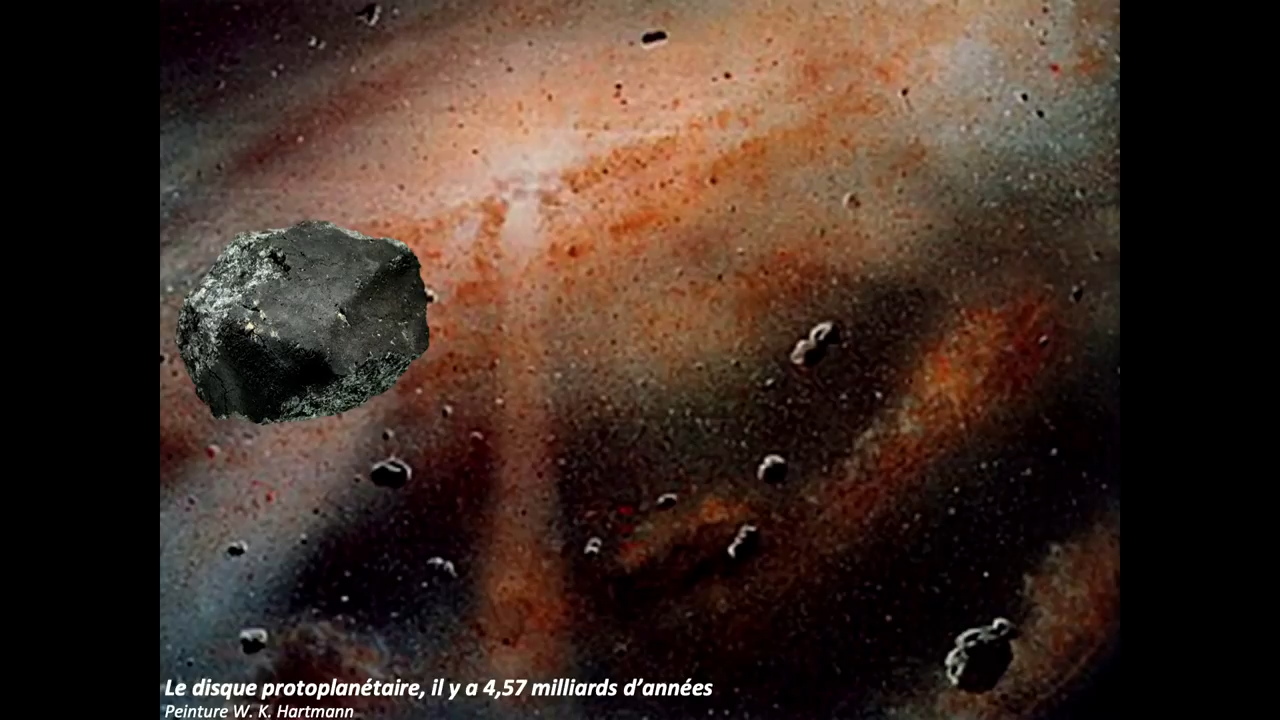 Le disque protoplanétaire, il y a 4,57 milliards d’années
Peinture W. K. Hartmann